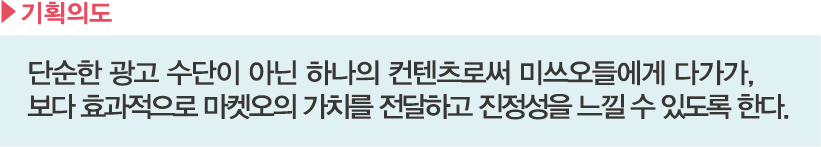 ▶기획의도
단순한 광고 수단이 아닌 하나의 컨텐츠로써 미쓰오들에게 다가가,
보다 효과적으로 마켓오의 가치를 전달하고 진정성을 느낄 수 있도록 한다.